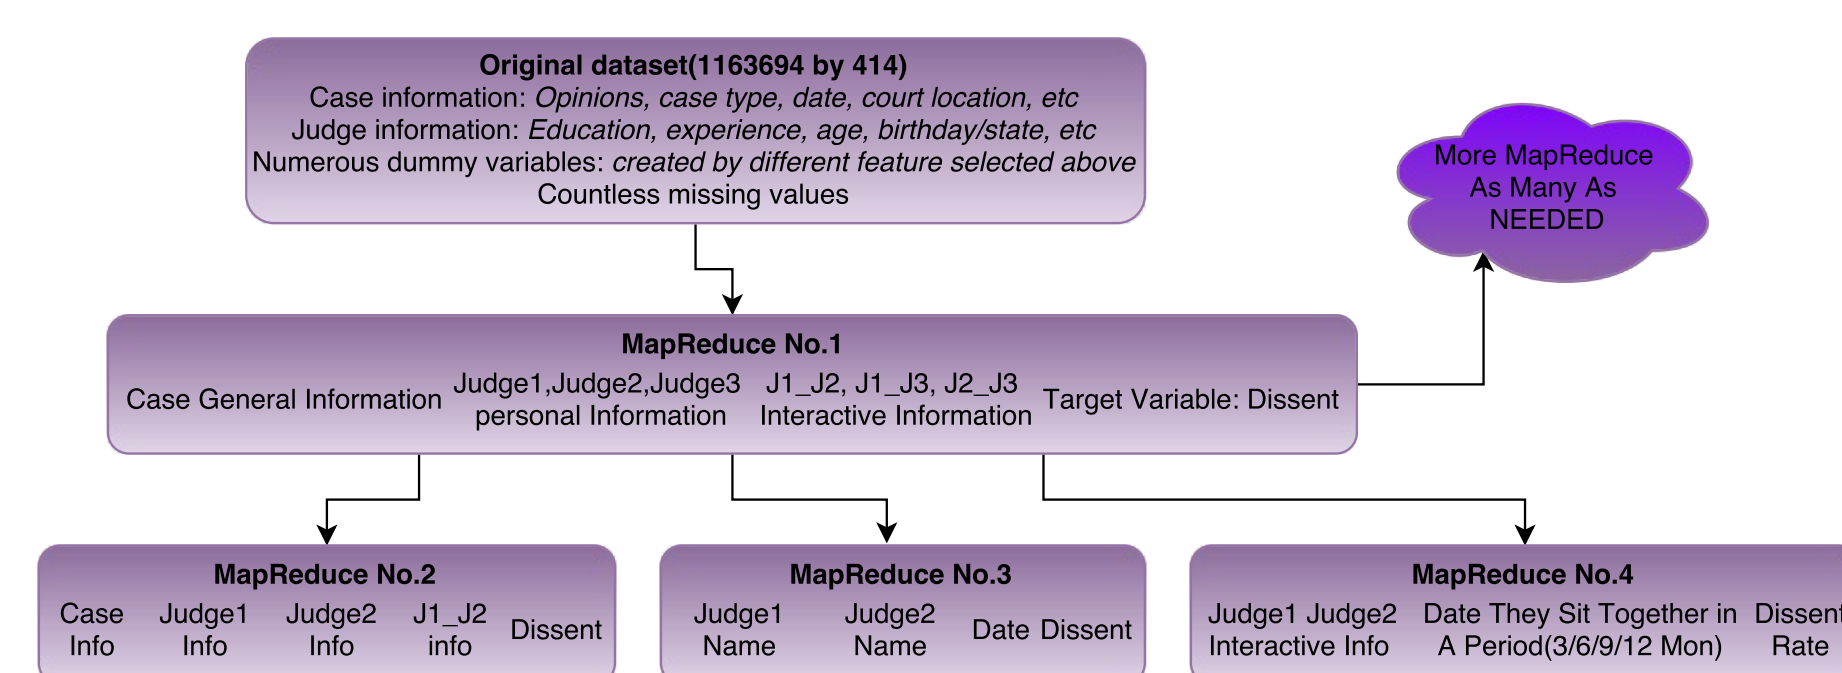 Original dataset(1163694 by 414)
Case information: Opinions, case type, date, court location, etc
Judge information: Education, experience, age, birthday/state, etc
Numerous dummy variables: created by different feature selected above
Countless missing values
More MapReduce
As Many As
NEEDED
MapReduce No.1
Case General Information
Judge1,Judge2,Judge3
personal Information
J1_J2, J1_J3, J2_J3
Interactive Information
Target Variable: Dissent
MapReduce No.2
Case
Info
Judge1
Info
Judge2
Info
J1_J2
info
Dissent
MapReduce No.3
Judge1
Name
Judge2
Name
Date
Dissent
MapReduce No.4
Judge1 Judge2
Interactive Info
Date They Sit Together in
A Period(3/6/9/12 Mon)
Dissent
Rate